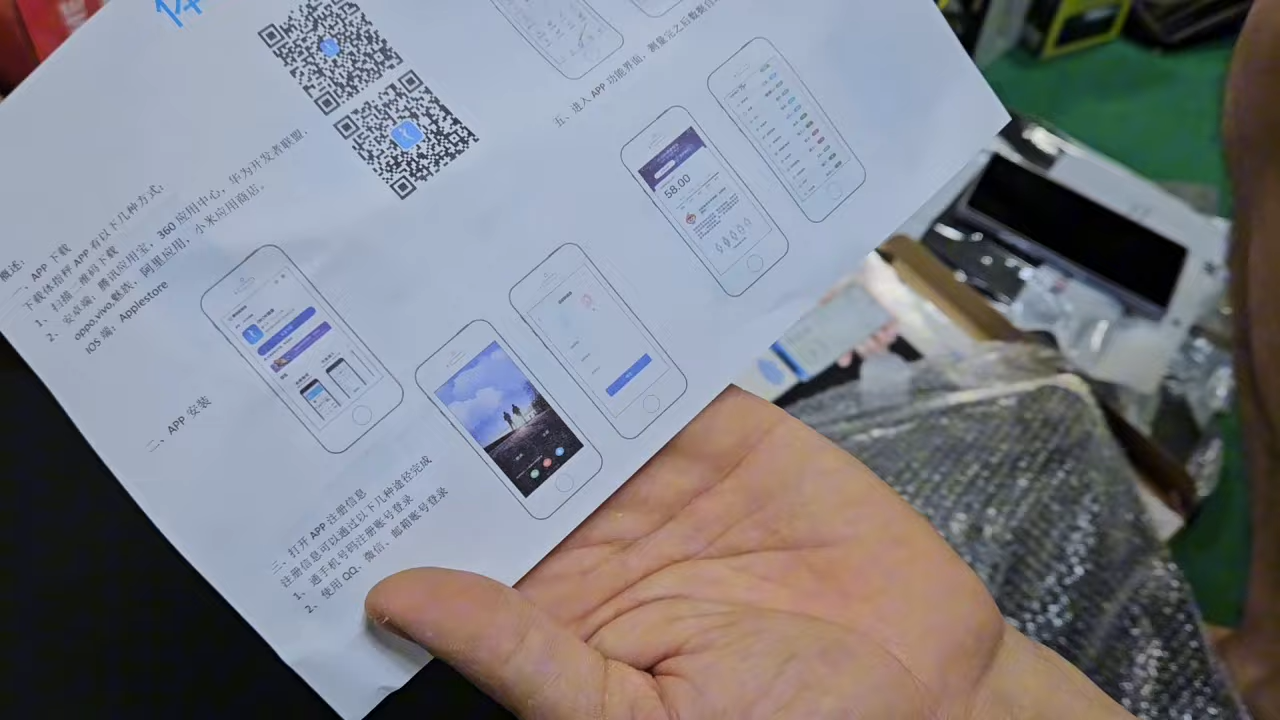 14
概述:
一、APP 下载
下载体指秤 APP 有以下几种方式:
1、扫描二维码下载
2、安卓端: 腾讯应用宝, 360 应用中心, 华为开发者联盟,
oppo,vivo,魅族, 阿里应用, 小米应用商店,
iOS 端: Applestore
二、APP 安装
三、打开 APP 注册信息
注册信息可以通过以下几种途径完成
1、通手机号码注册账号登录
2、使用 QQ、微信、邮箱账号登录
五、进入 APP 功能界面, 测量完之后数据
58.00